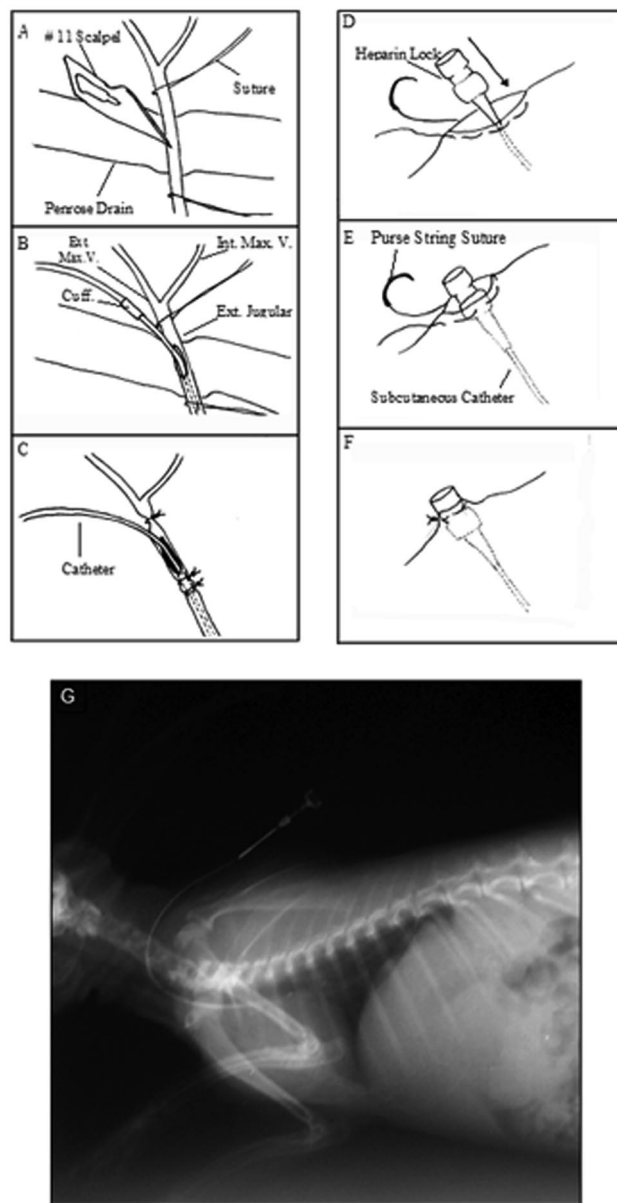 A
# 11 Scalpel
Suture
Penrose Drain
B
Ext.
Max.V.
Int. Max. V.
Cuff.
Ext. Jugular
C
Catheter
D
Heparin Lock
E
Purse String Suture
Subcutaneous Catheter
F
G